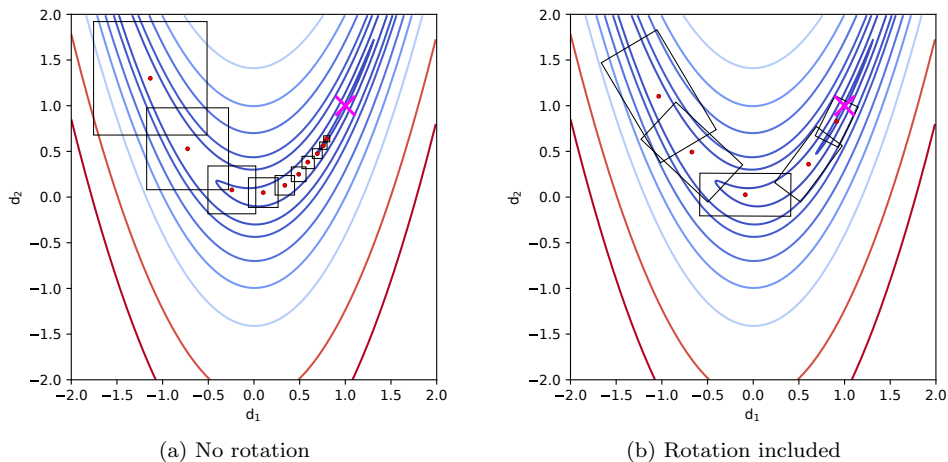 2.0 2.0
1.5 1.5
1.0 1.0
0.5 0.5
d₂ 0.0 d₂ 0.0
−0.5 −0.5
−1.0 −1.0
−1.5 −1.5
−2.0 −2.0
−2.0 −1.5 −1.0 −0.5 0.0 0.5 1.0 1.5 2.0 −2.0 −1.5 −1.0 −0.5 0.0 0.5 1.0 1.5 2.0
d₁ d₁
(a) No rotation (b) Rotation included